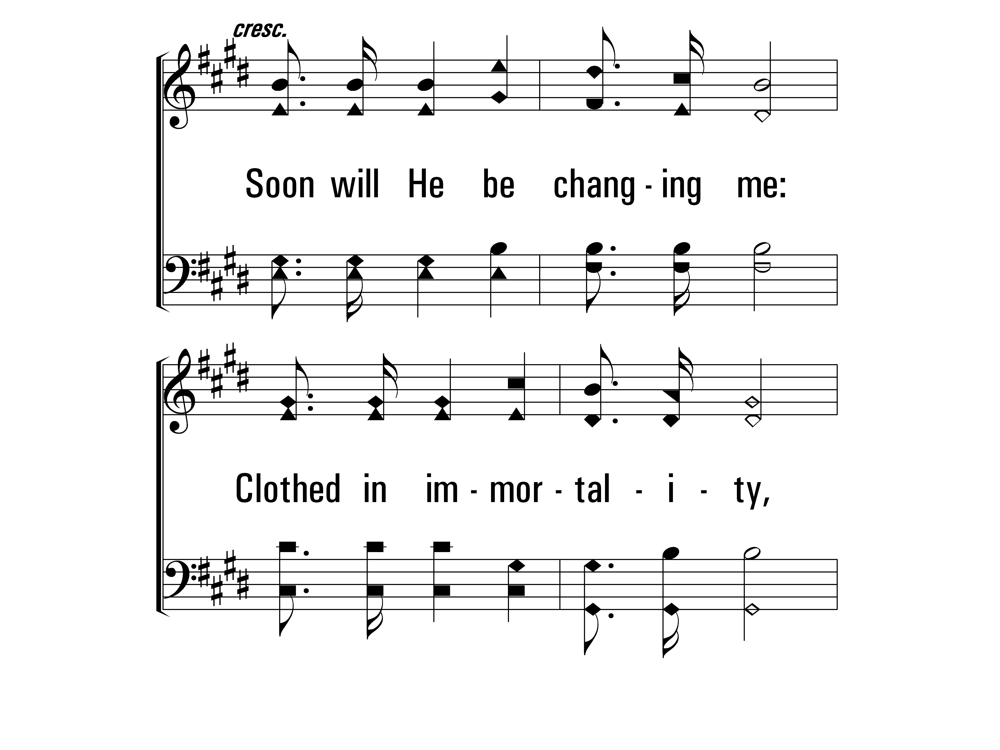 cresc.
Soon will He be chang - ing me:
Clothed in im - mor - tal - i - ty,